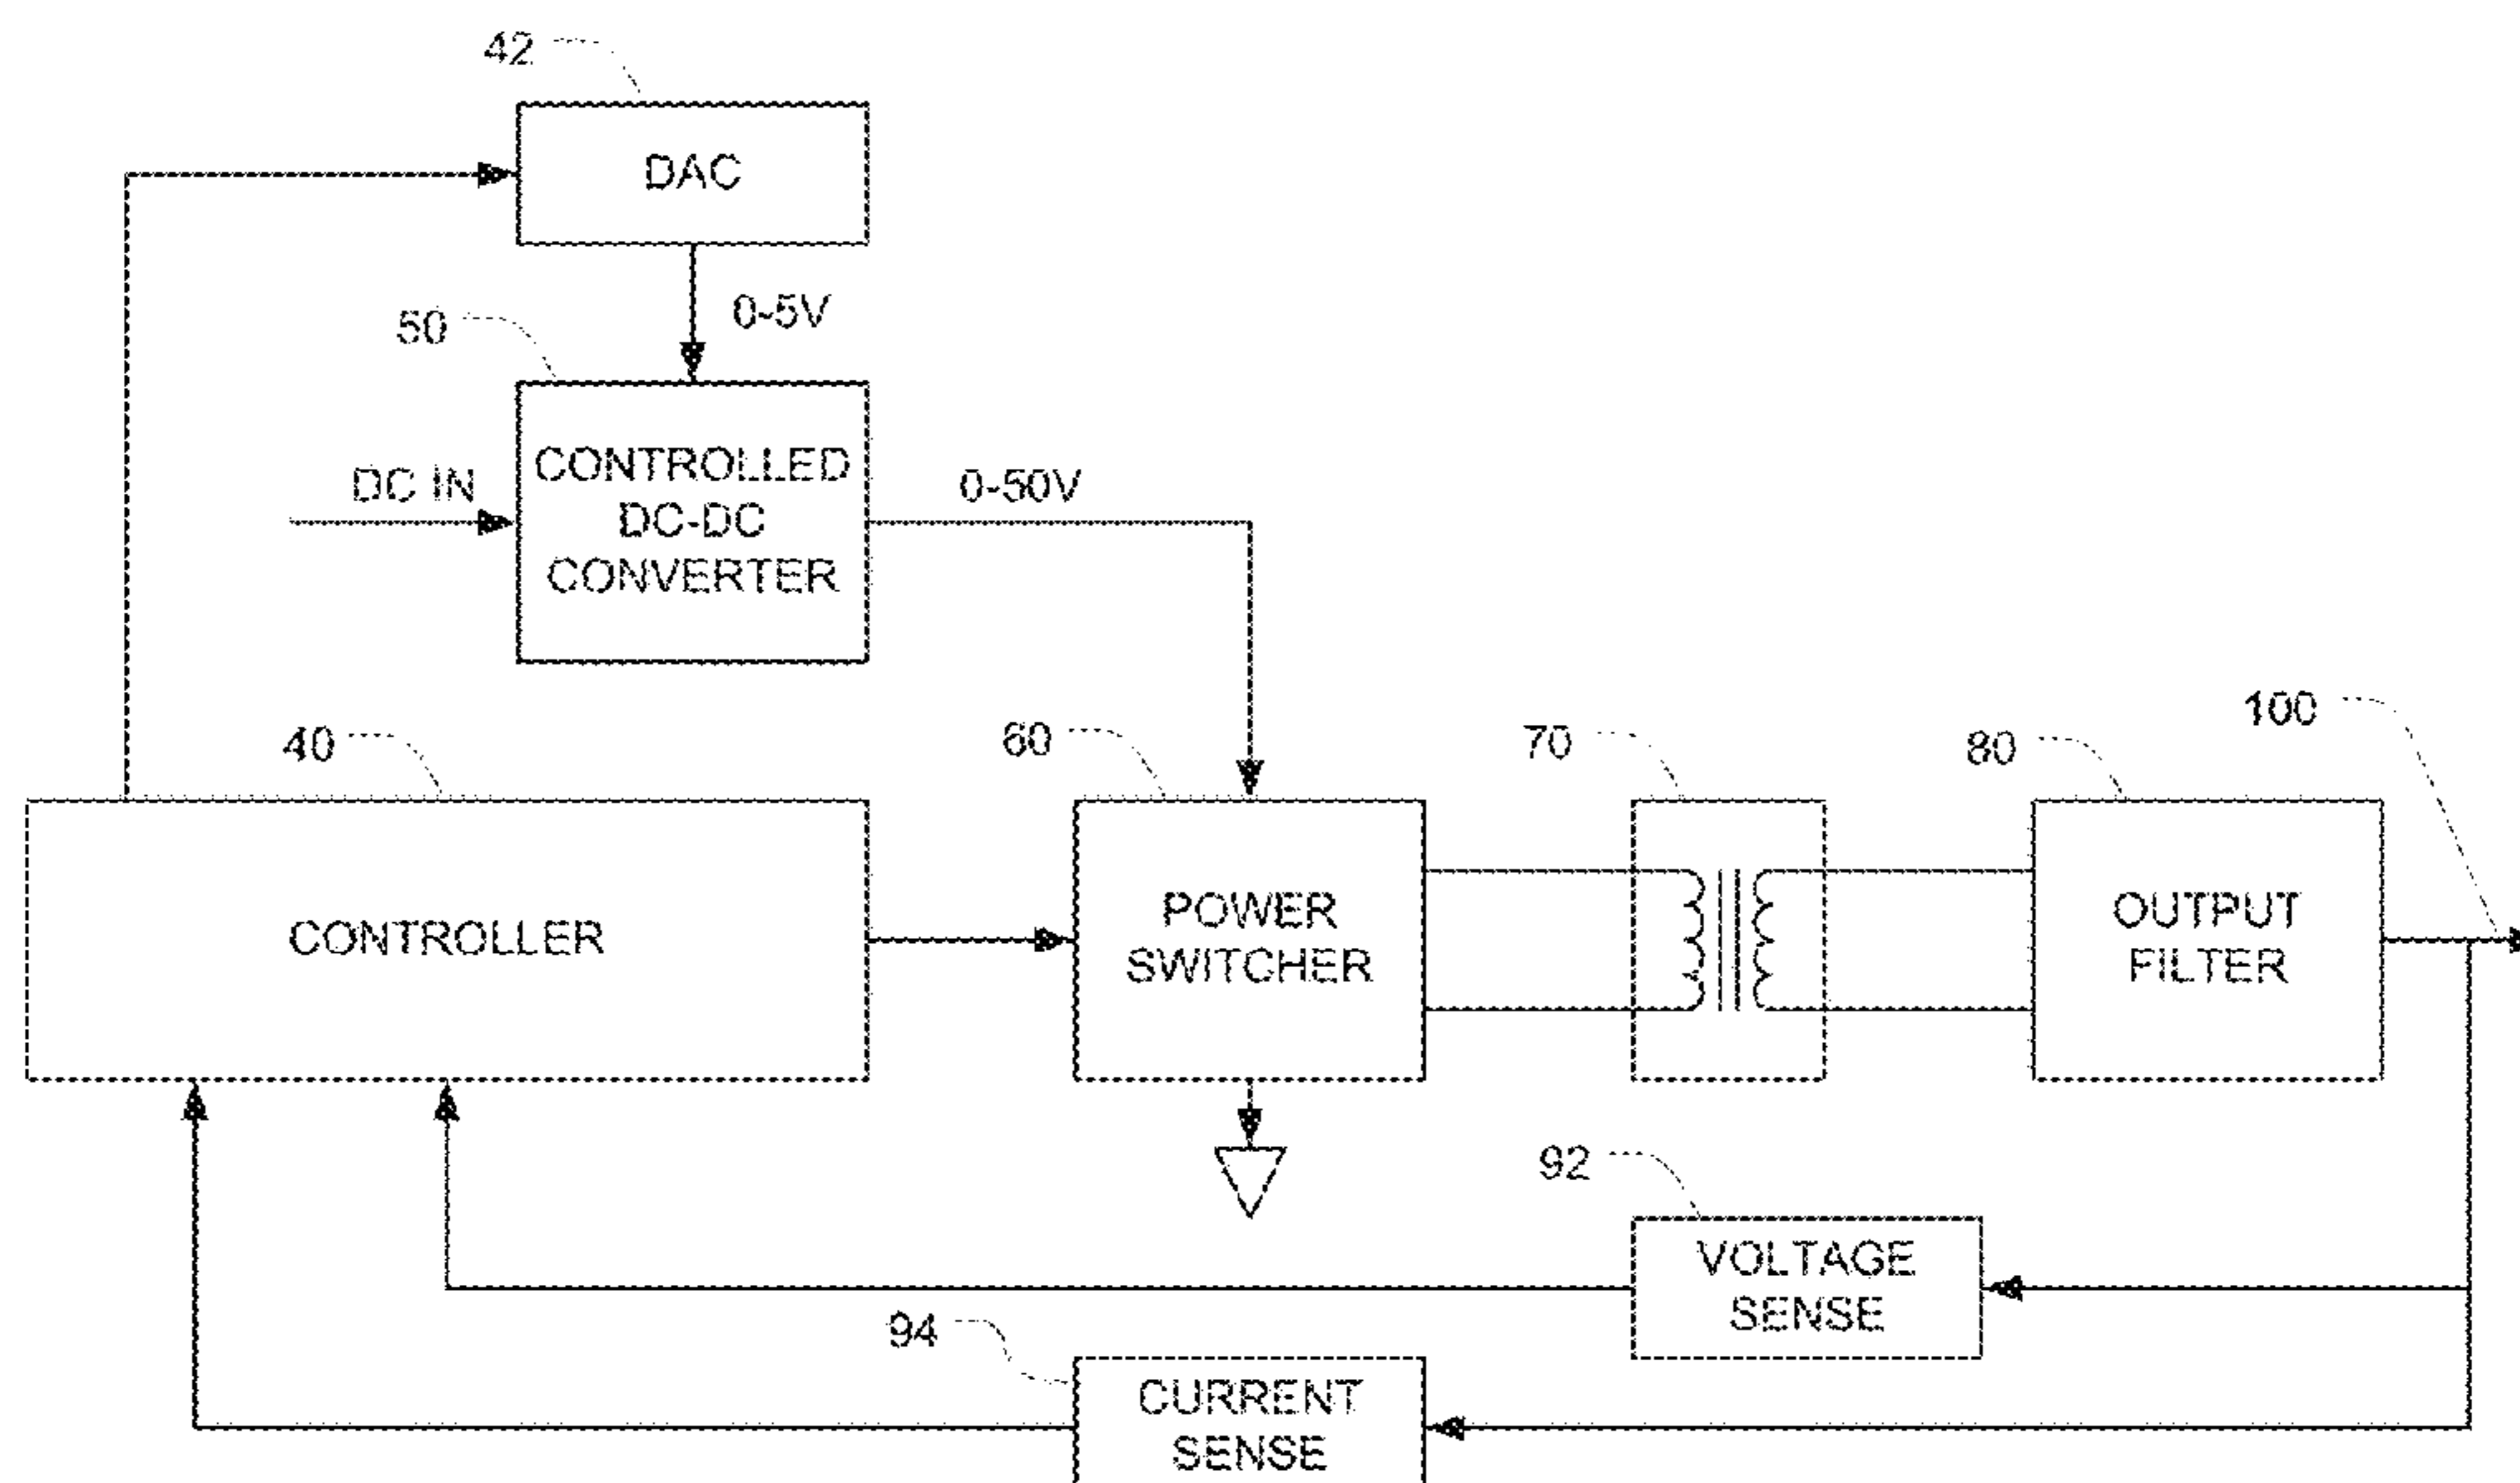 42
DAC
0-5V
50
CONTROLLED
DC-DC
CONVERTER
DC IN
0-50V
40
60
70
80
100
CONTROLLER
POWER
SWITCHER
OUTPUT
FILTER
92
VOLTAGE
SENSE
94
CURRENT
SENSE